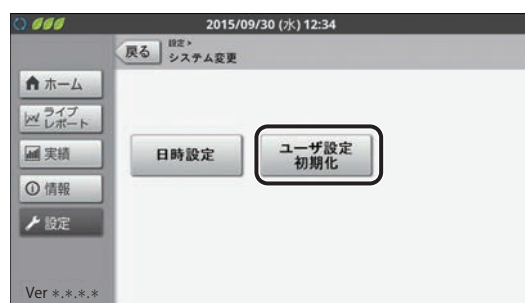 2015/09/30 (水) 12:34
戻る
設定▸
システム変更
ホーム
ライブ
レポート
実績
情報
設定
日時設定
ユーザ設定
初期化
Ver *.*.*.*